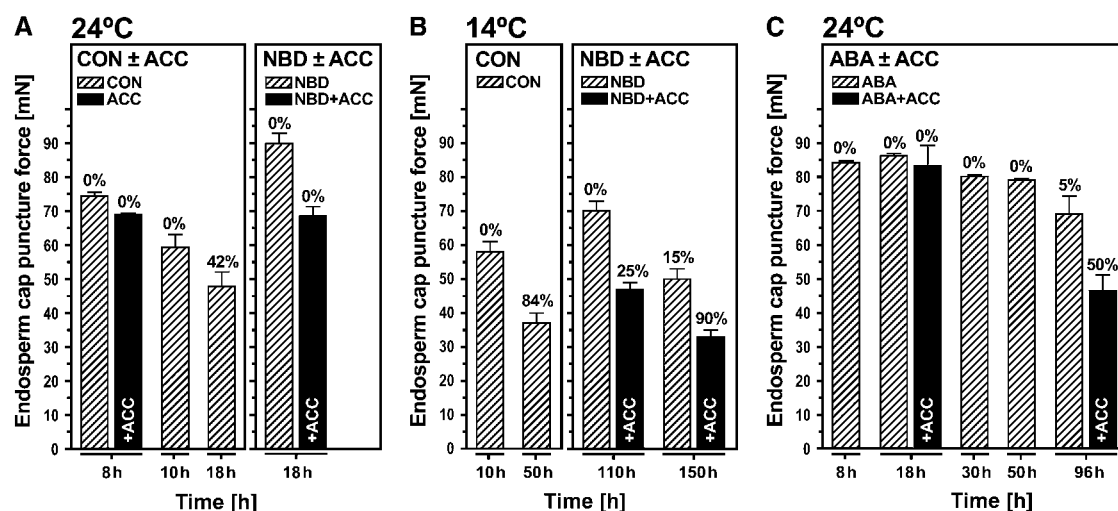 A 24ºC
CON ± ACC
CON
ACC
NBD ± ACC
NBD
NBD+ACC
Endosperm cap puncture force [mN]
90
80
70
60
50
40
30
20
10
0
0%
0%
0%
42%
0%
0%
+ACC
+ACC
8h 10h 18h 18h
Time [h]
B 14ºC
CON
CON
NBD ± ACC
NBD
NBD+ACC
Endosperm cap puncture force [mN]
90
80
70
60
50
40
30
20
10
0
0%
84%
0%
25%
15%
90%
+ACC
+ACC
10h 50h 110h 150h
Time [h]
C 24ºC
ABA ± ACC
ABA
ABA+ACC
Endosperm cap puncture force [mN]
90
80
70
60
50
40
30
20
10
0
0%
0%
0%
0%
0%
5%
50%
+ACC
+ACC
8h 18h 30h 50h 96h
Time [h]